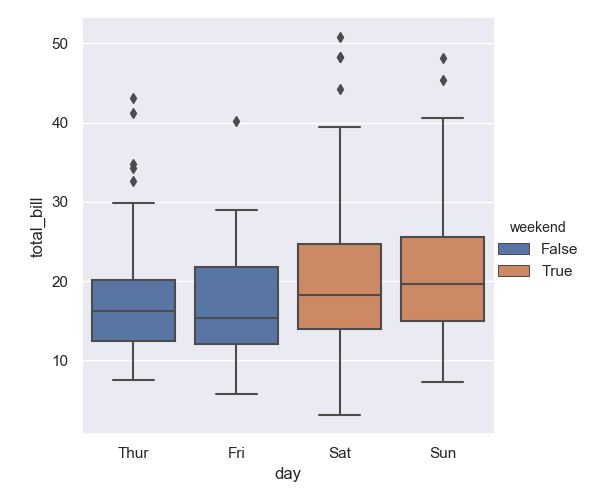 50
40
30
20
10
total_bill
Thur Fri Sat Sun
day
weekend
False
True